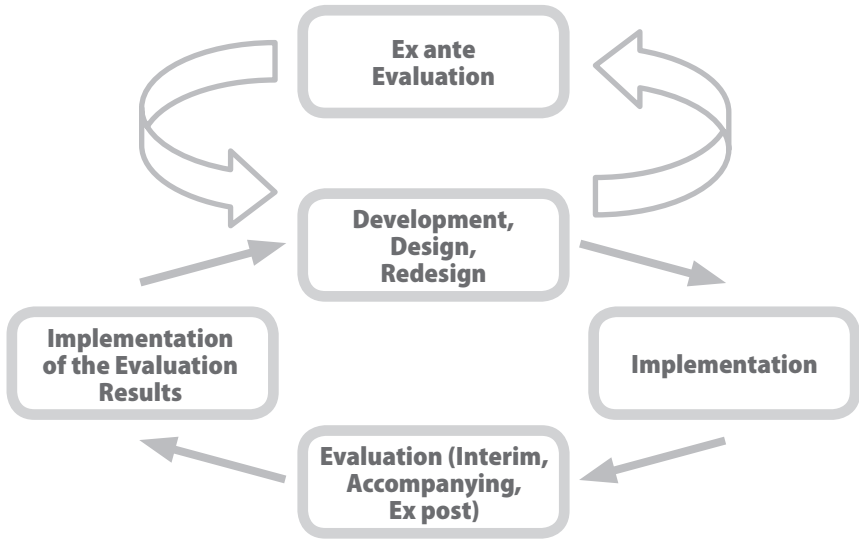 Ex ante
Evaluation
Development,
Design,
Redesign
Implementation
of the Evaluation
Results
Implementation
Evaluation (Interim,
Accompanying,
Ex post)